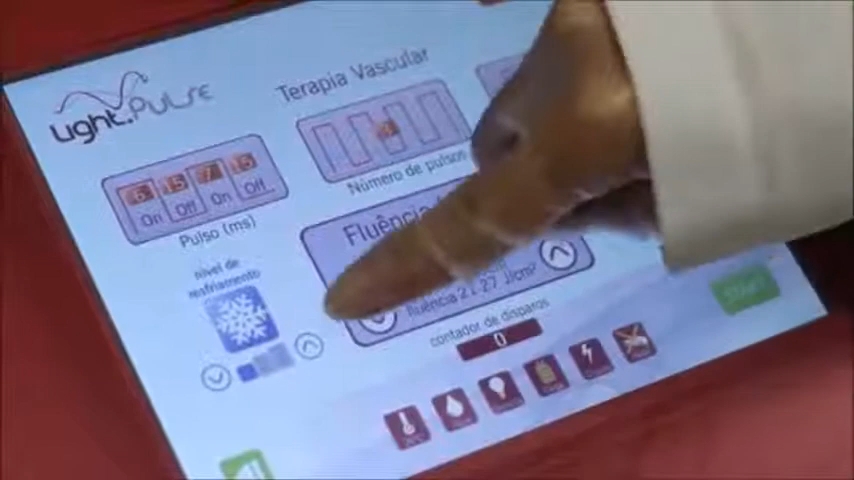 Light.PULSE
Terapia Vascular
6 15 7 15
On Off On Off
Pulso (ms)
Número de pulsos
Fluência
fluência 21 27 J/cm²
nível de
resfriamento
contador de disparos
0
START